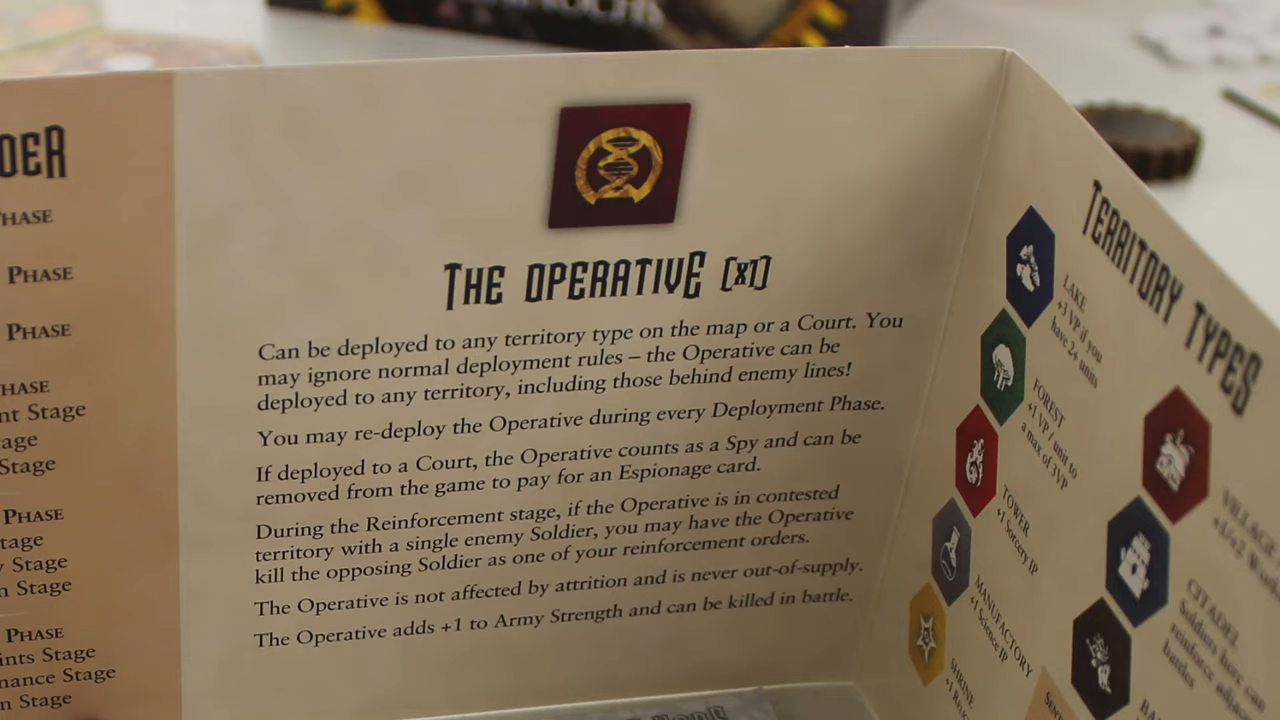 PHASE
PHASE
PHASE
PHASE
Stage
Stage
PHASE
Stage
Stage
PHASE
Stage
Stage
THE OPERATIVE [X1]
Can be deployed to any territory type on the map or a Court. You
may ignore normal deployment rules – the Operative can be
deployed to any territory, including those behind enemy lines!
You may re-deploy the Operative during every Deployment Phase.
If deployed to a Court, the Operative counts as a Spy and can be
removed from the game to pay for an Espionage card.
During the Reinforcement stage, if the Operative is in contested
territory with a single enemy Soldier, you may have the Operative
kill the opposing Soldier as one of your reinforcement orders.
The Operative is not affected by attrition and is never out-of-supply.
The Operative adds +1 to Army Strength and can be killed in battle.
TERRITORY TYPES
LAKE
+3 VP if you
have 2+ units
FOREST
+1 VP / unit to
a max of 3VP
TOWER
+1 Sorcery IP
MANUFACTORY
+1 Science IP
SHRINE
VILLAGE
CITADEL
Soldiers here can
reinforce
battles